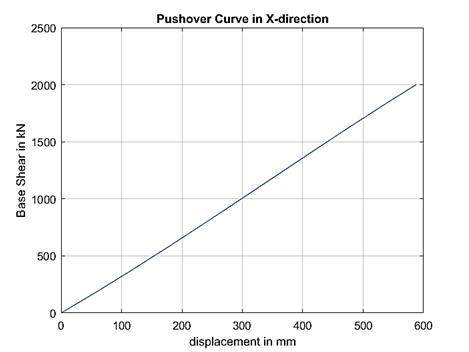 Pushover Curve in X-direction
2500
2000
1500
1000
500
0
0 100 200 300 400 500 600
Base Shear in kN
displacement in mm